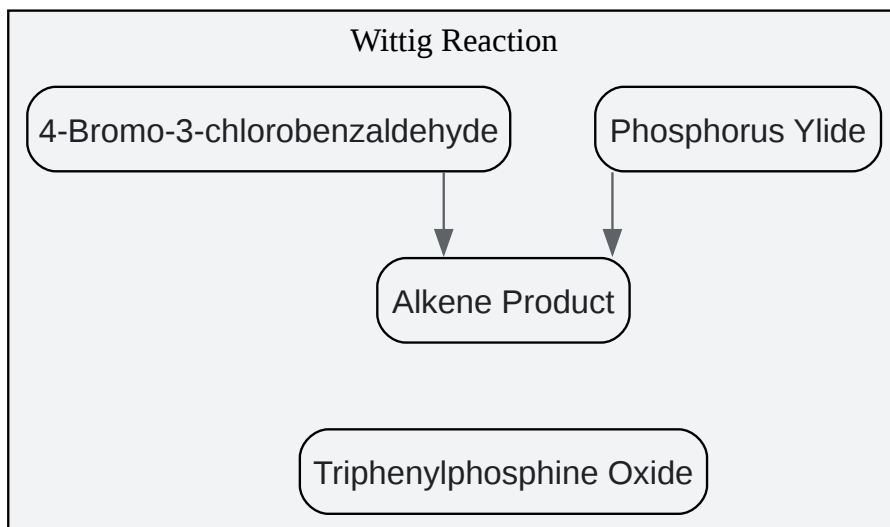 Wittig Reaction
4-Bromo-3-chlorobenzaldehyde
Phosphorus Ylide
Alkene Product
Triphenylphosphine Oxide